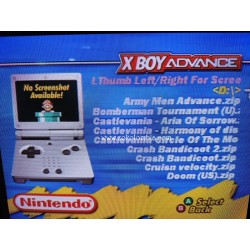 X BOY ADVANCE
No Screenshot
Available!
LThumb Left/Right For Scree
<D:\>
Army Men Advance.zip
Bomberman Tournament (U).
Castlevania - Aria Of Sorrow.
Castlevania - Harmony of dis
Castlevania Circle Of The Mo
Crash Bandicoot 2.zip
Crash Bandicoot.zip
Cruisn velocity.zip
Doom (US).zip
Nintendo
A Select
B Back